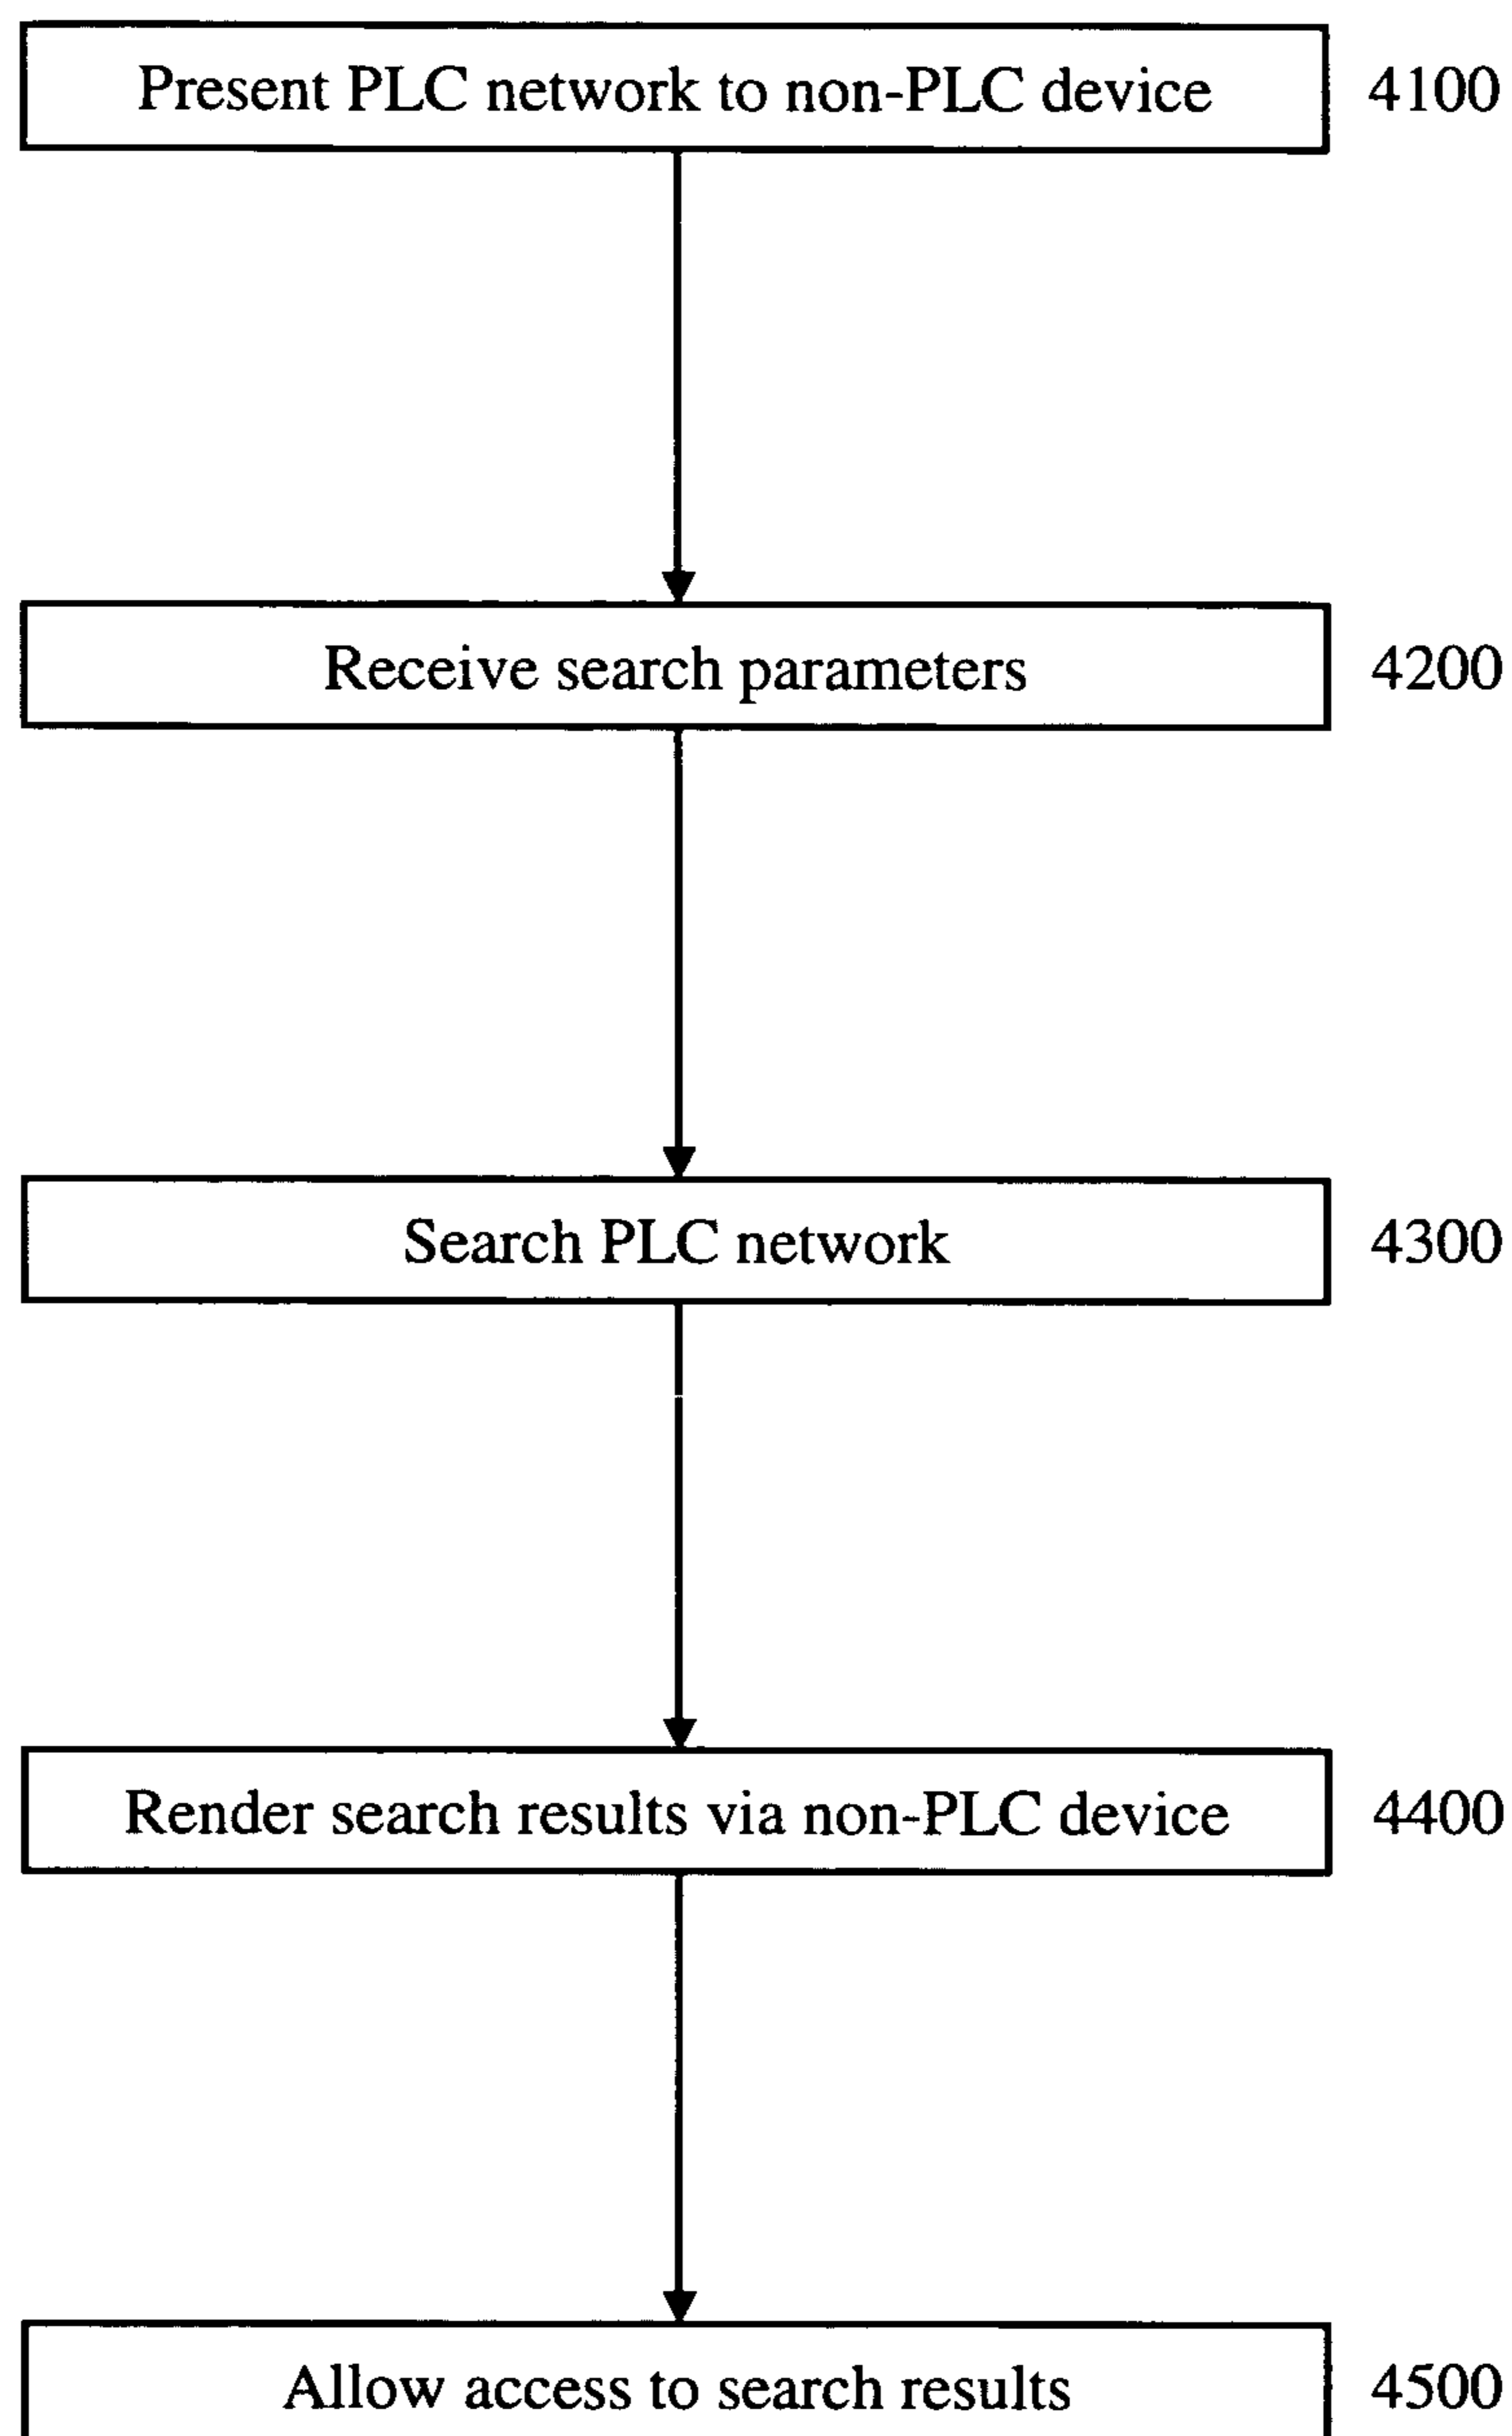 Present PLC network to non-PLC device 4100
Receive search parameters 4200
Search PLC network 4300
Render search results via non-PLC device 4400
Allow access to search results 4500